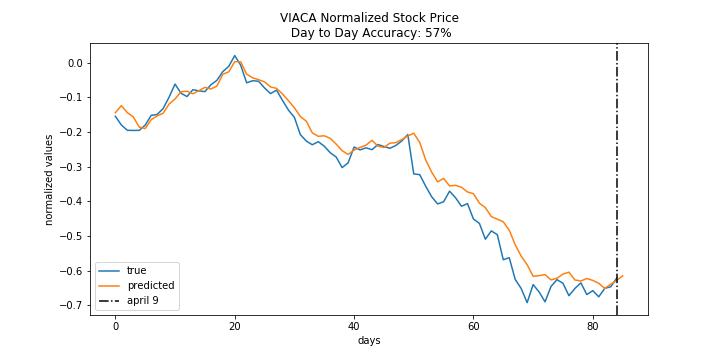 VIACA Normalized Stock Price
Day to Day Accuracy: 57%
normalized values
0.0
−0.1
−0.2
−0.3
−0.4
−0.5
−0.6
−0.7
true
predicted
april 9
0 20 40 60 80
days